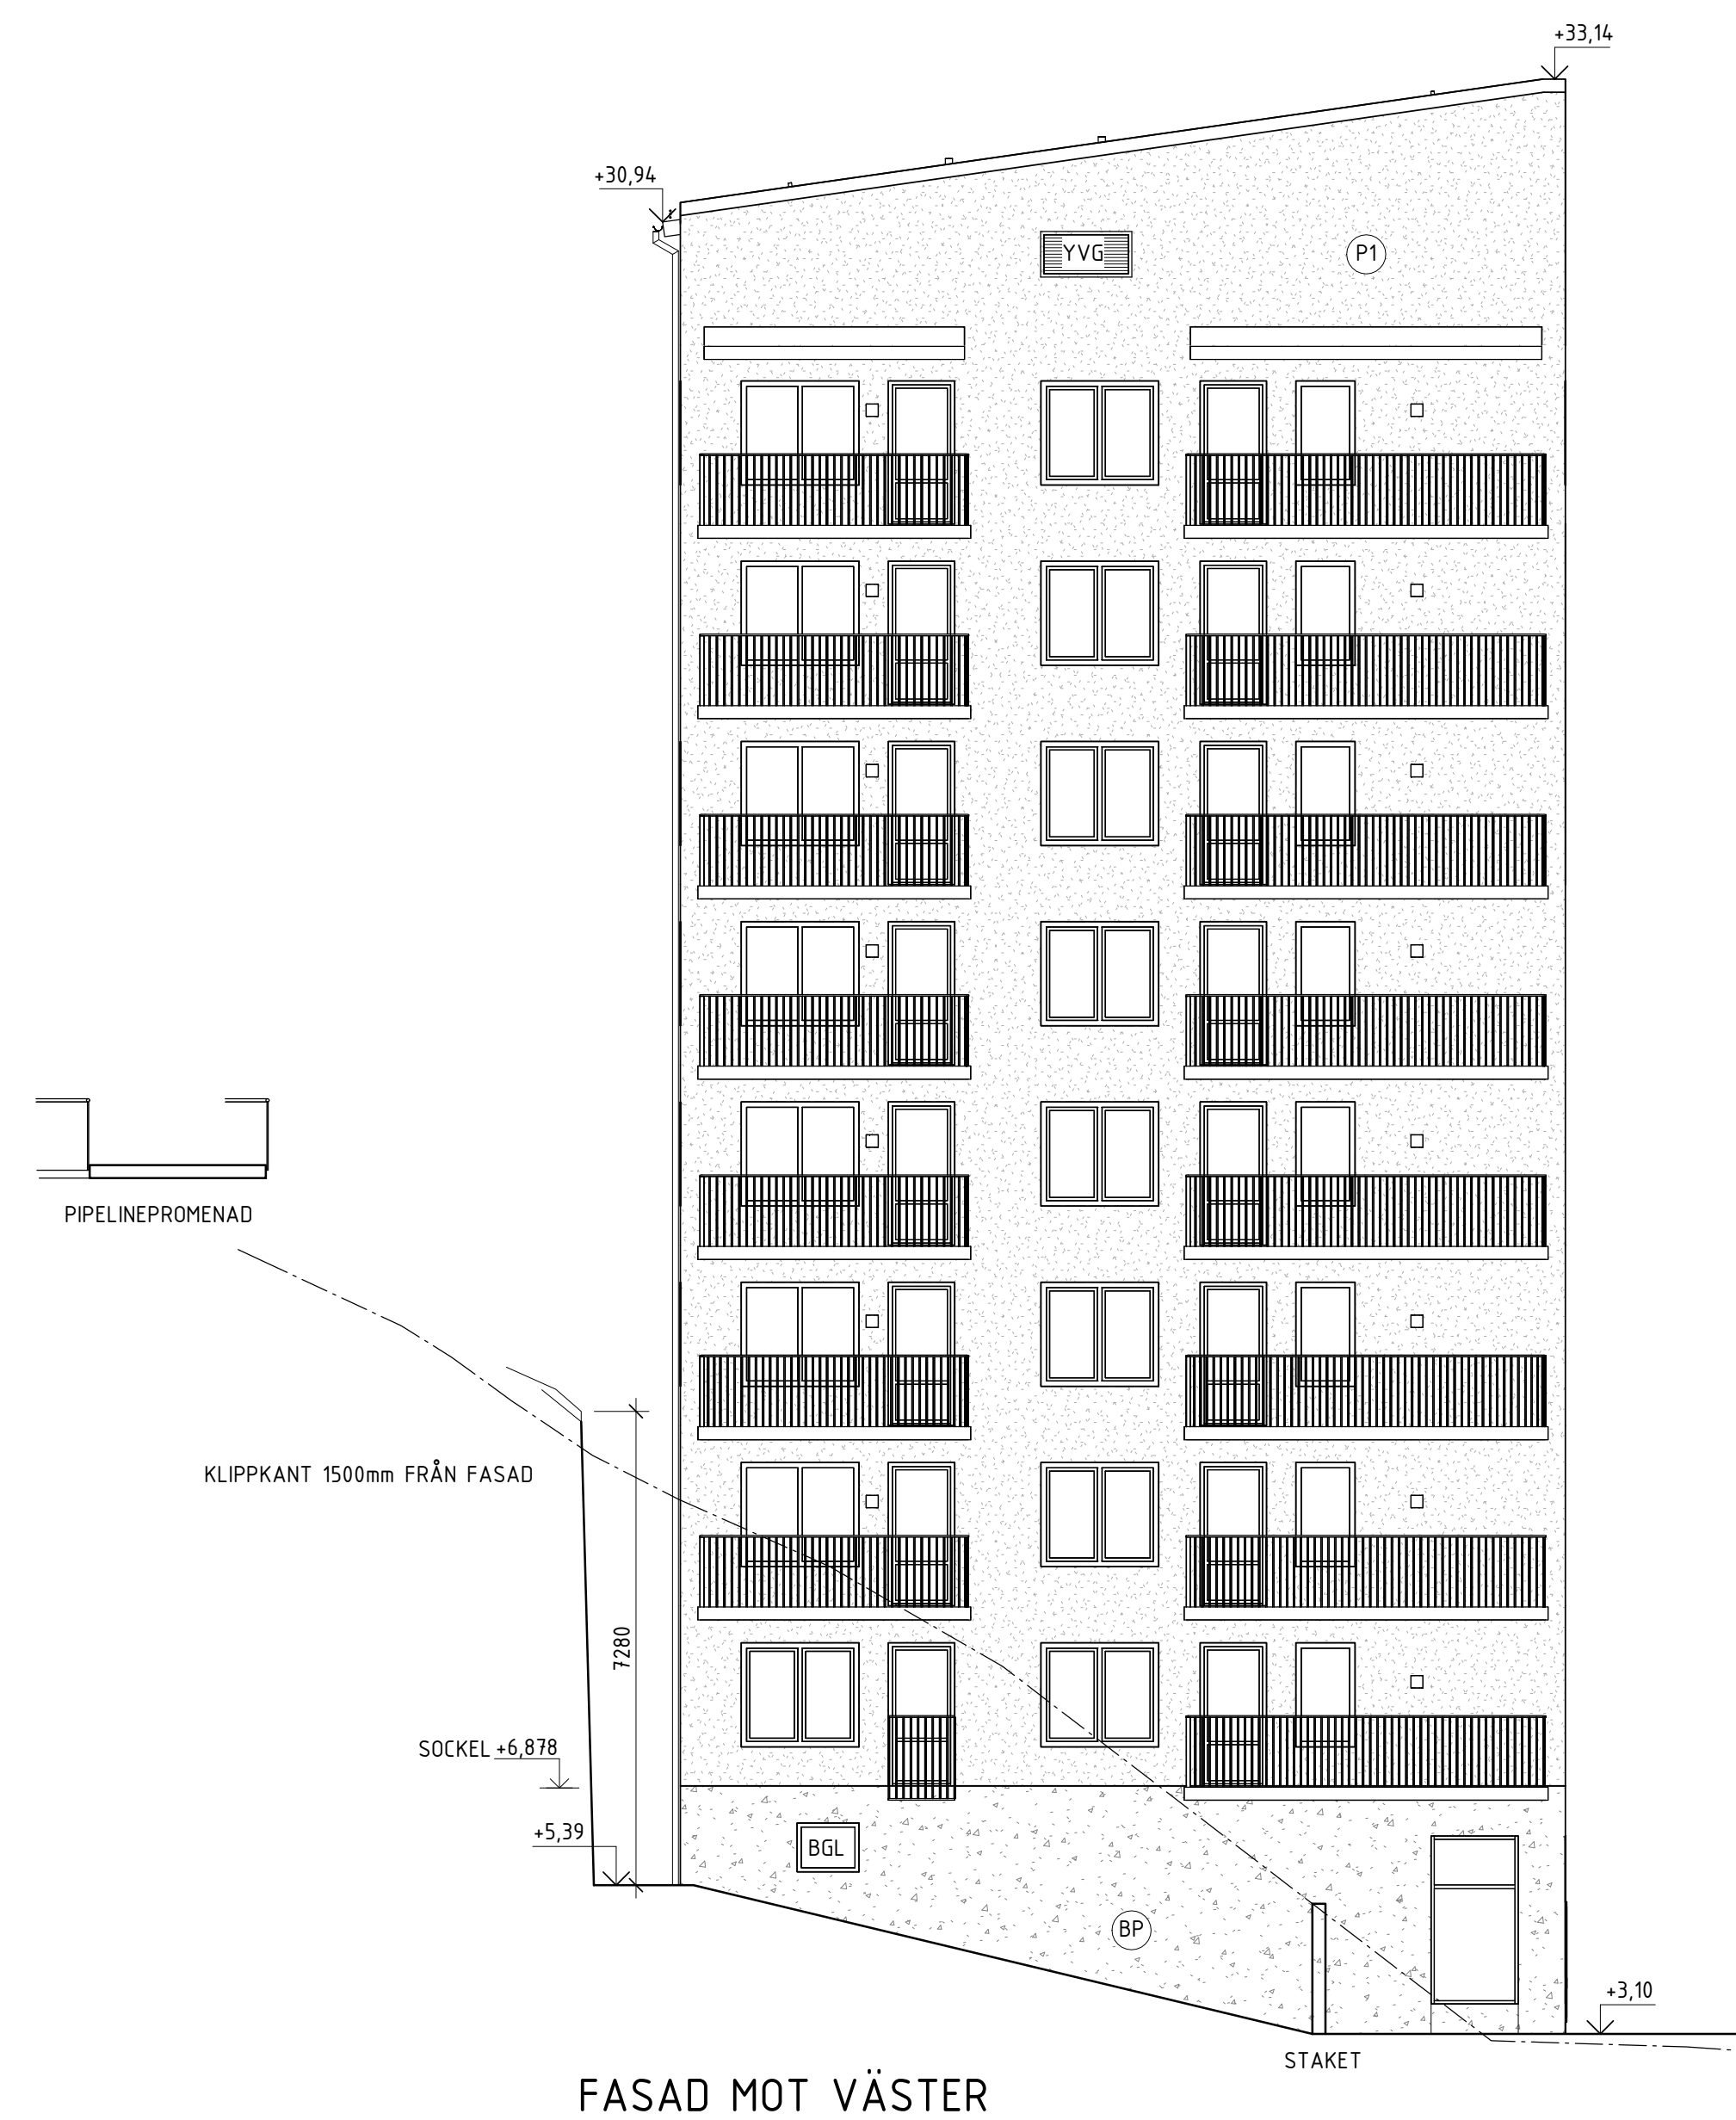 +33,14
+30,94
YVG
P1
PIPELINEPROMENAD
KLIPPKANT 1500mm FRÅN FASAD
7280
SOCKEL +6,878
+5,39
BGL
BP
+3,10
STAKET
FASAD MOT VÄSTER